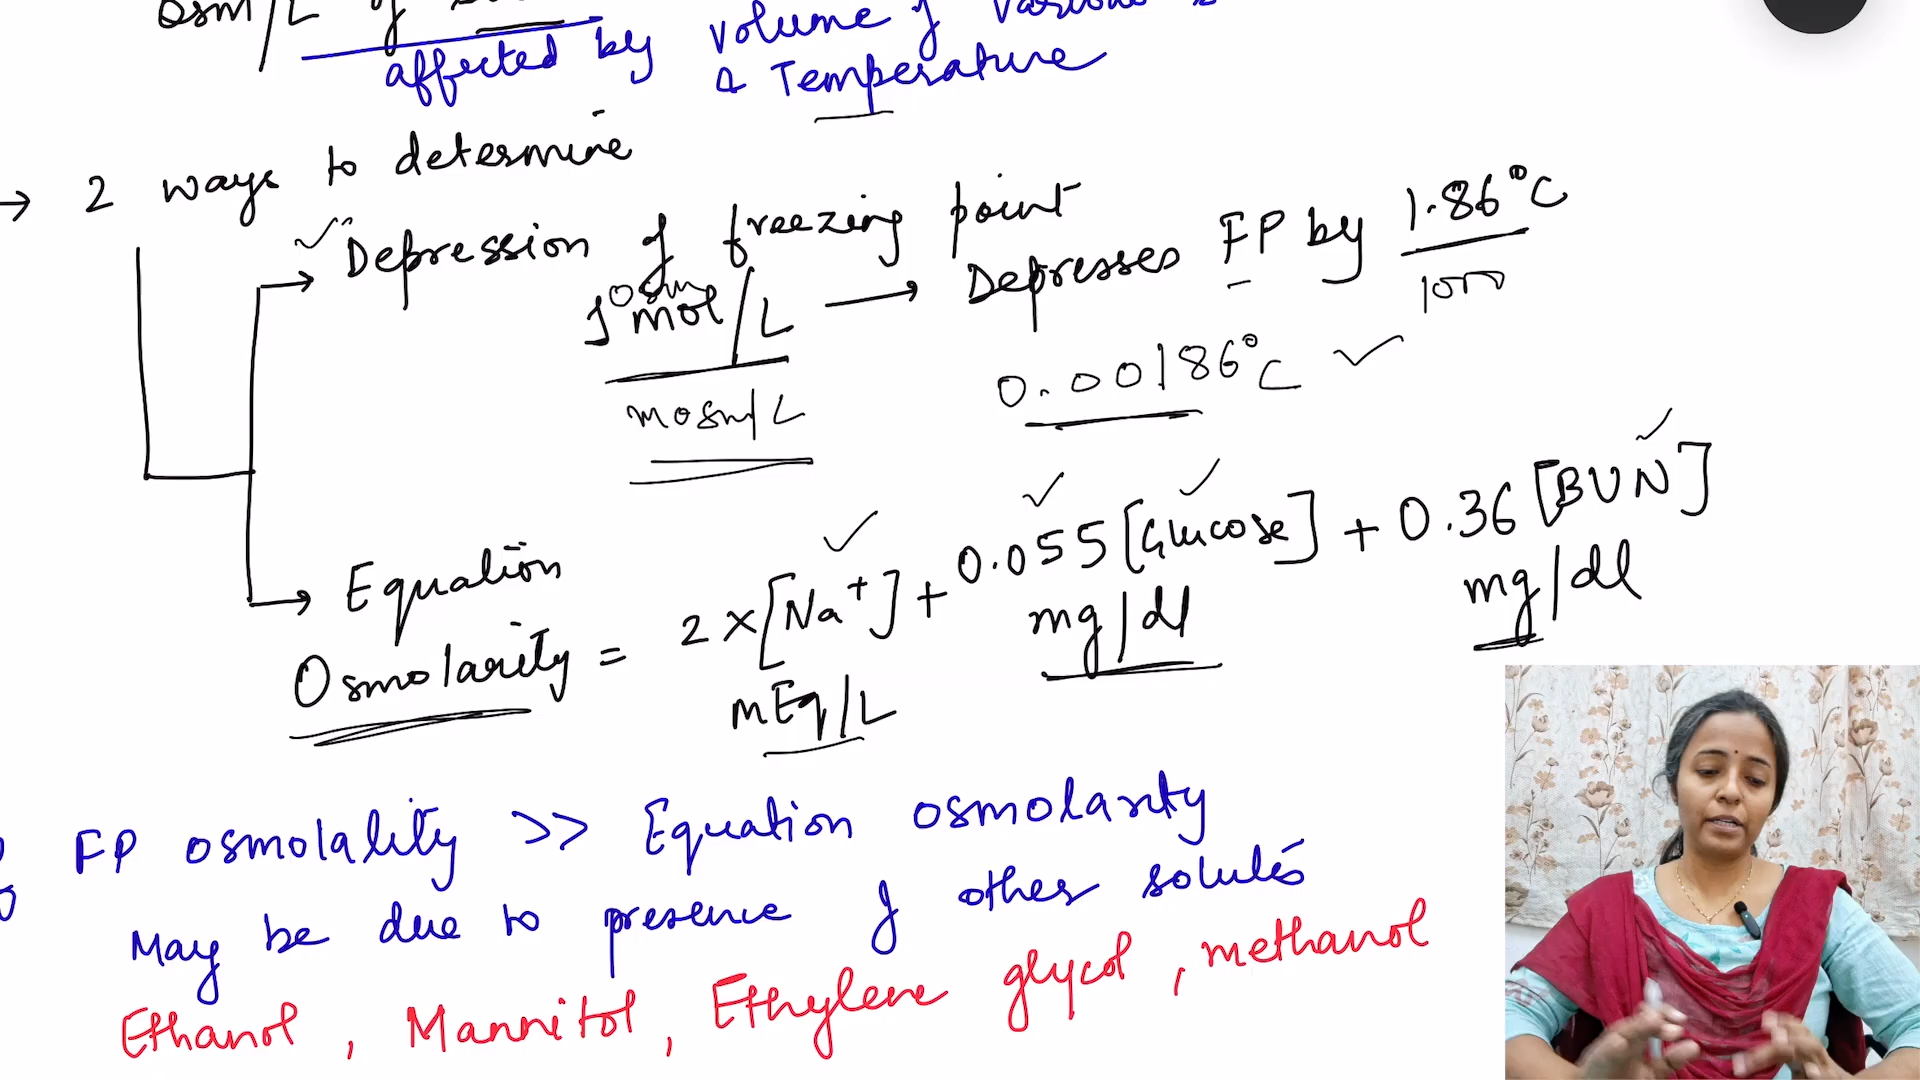 osm/L of
affected by volume of various
& Temperature
→ 2 ways to determine
Depression of freezing point
1 Osm mol/L → Depresses FP by 1.86°C
1000
mosm/L
0.00186°C
→ Equation
Osmolarity = 2 × [Na⁺] + 0.055 [Glucose] + 0.36 [BUN]
mEq/L mg/dl mg/dl
FP osmolality >> Equation osmolarity
May be due to presence of other solutes
Ethanol, Mannitol, Ethylene glycol, methanol